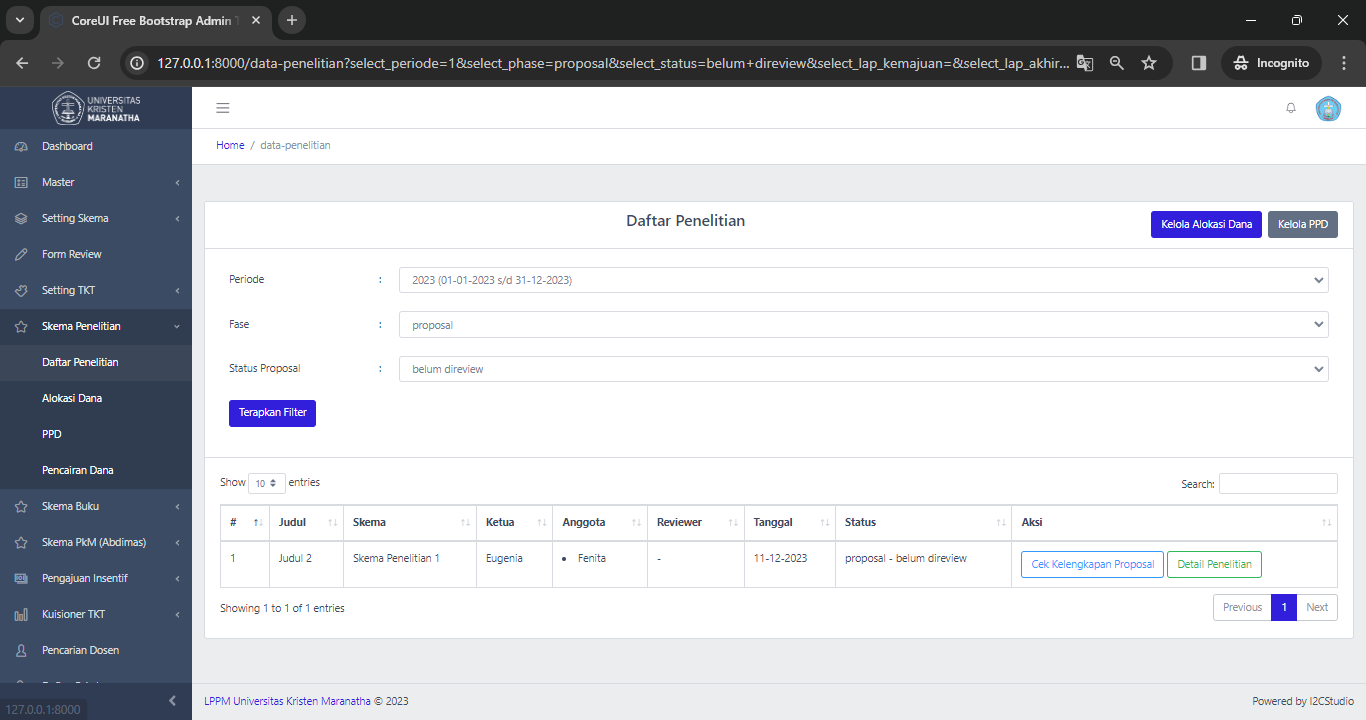 CoreUI Free Bootstrap Admin
127.0.0.1:8000/data-penelitian?select_periode=1&select_phase=proposal&select_status=belum+direview&select_lap_kemajuan=&select_lap_akhir...
Incognito
UNIVERSITAS
KRISTEN
MARANATHA
Dashboard
Master
Setting Skema
Form Review
Setting TKT
Skema Penelitian
Daftar Penelitian
Alokasi Dana
PPD
Pencairan Dana
Skema Buku
Skema PkM (Abdimas)
Pengajuan Insentif
Kuisioner TKT
Pencarian Dosen
127.0.0.1:8000
Home / data-penelitian
Daftar Penelitian
Kelola Alokasi Dana
Kelola PPD
Periode : 2023 (01-01-2023 s/d 31-12-2023)
Fase : proposal
Status Proposal : belum direview
Terapkan Filter
Show 10 entries
Search:
# Judul Skema Ketua Anggota Reviewer Tanggal Status Aksi
1 Judul 2 Skema Penelitian 1 Eugenia • Fenita - 11-12-2023 proposal - belum direview Cek Kelengkapan Proposal Detail Penelitian
Showing 1 to 1 of 1 entries
Previous 1 Next
LPPM Universitas Kristen Maranatha © 2023
Powered by I2CStudio